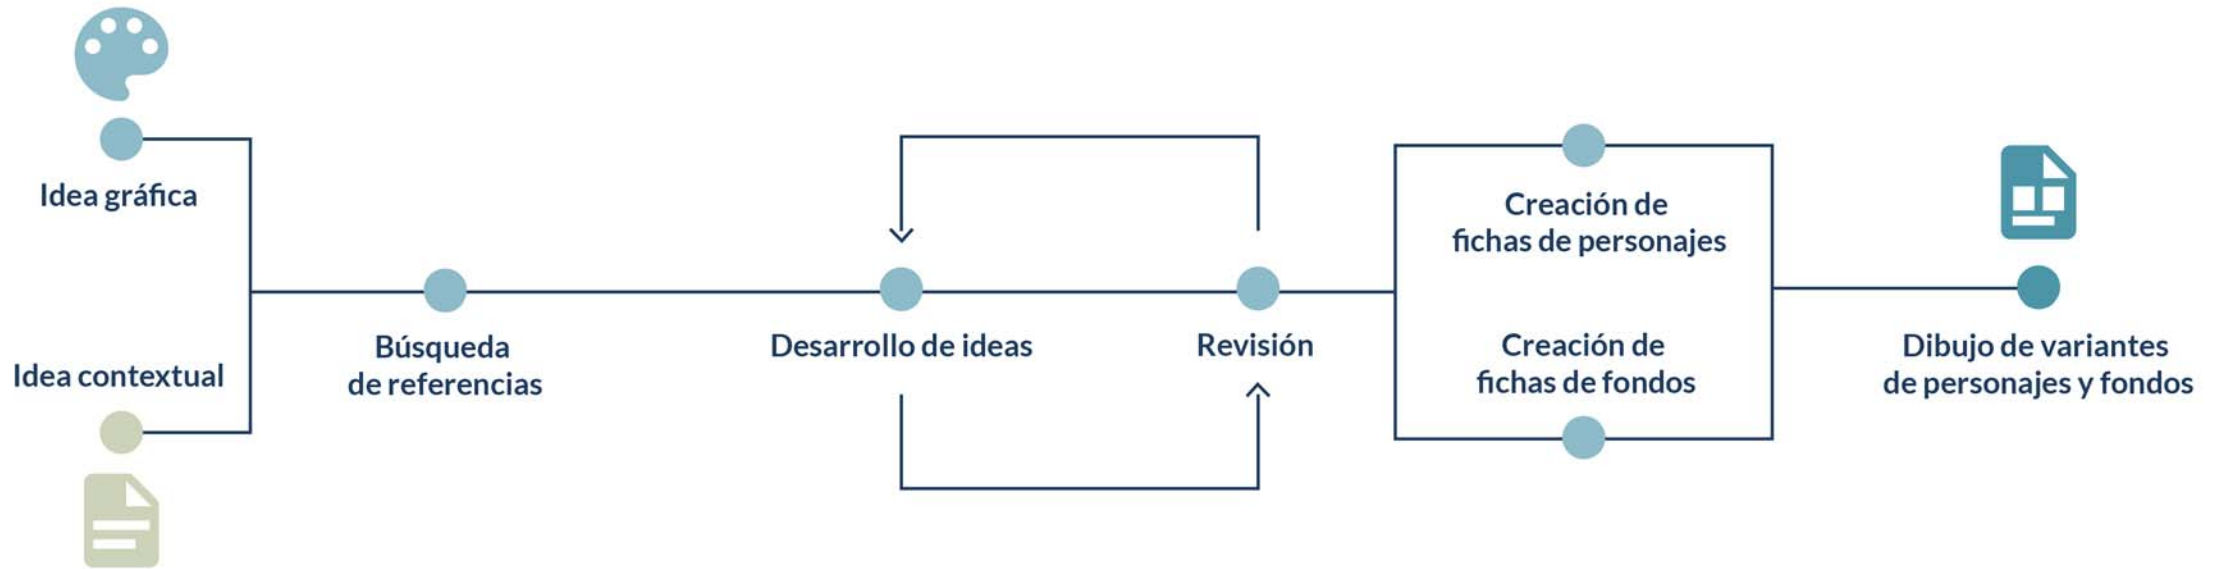 Idea gráfica
Idea contextual
Búsqueda
de referencias
Desarrollo de ideas
Revisión
Creación de
fichas de personajes
Creación de
fichas de fondos
Dibujo de variantes
de personajes y fondos